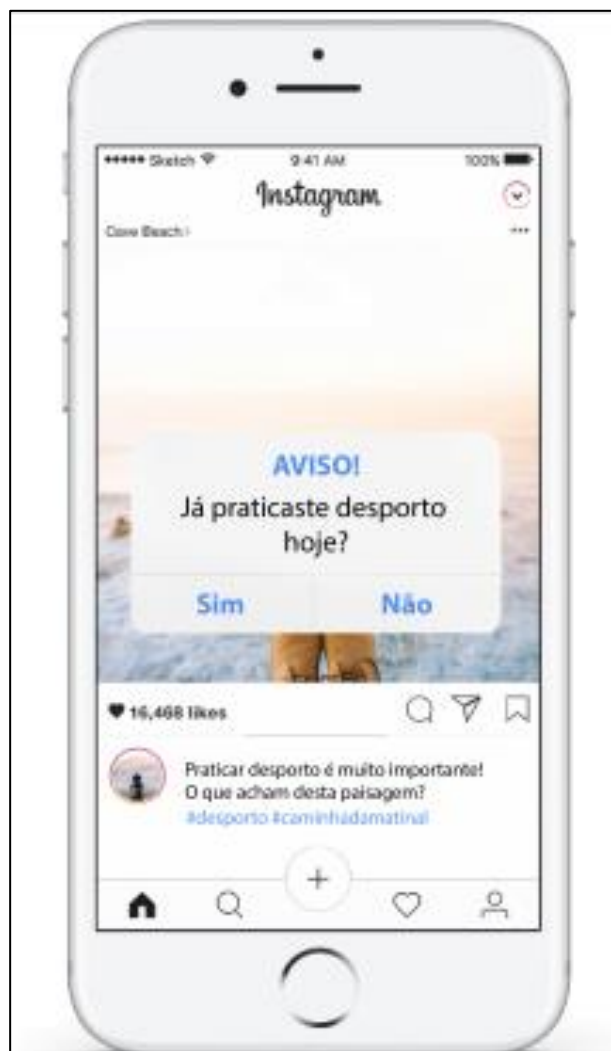 Sketch 9:41 AM 100%
Instagram
Cove Beach ›
AVISO!
Já praticaste desporto
hoje?
Sim Não
16,468 likes
Praticar desporto é muito importante!
O que acham desta paisagem?
#desporto #caminhadamatinal